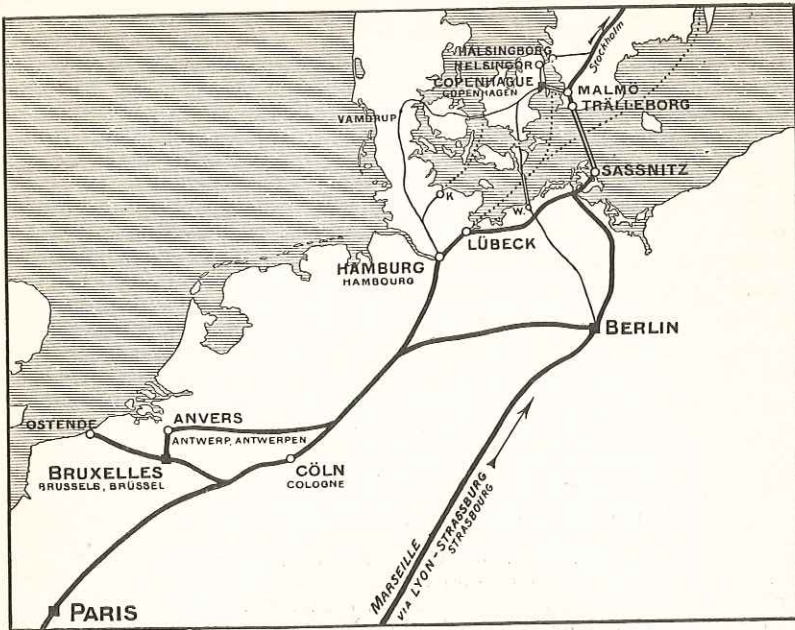 Stockholm
HÄLSINGBORG
HELSINGÖR
COPENHAGUE
COPENHAGEN
MALMÖ
TRÄLLEBORG
VAMDRUP
SASSNITZ
K
W.
LÜBECK
HAMBURG
HAMBOURG
BERLIN
OSTENDE
ANVERS
ANTWERP, ANTWERPEN
BRUXELLES
BRUSSELS, BRÜSSEL
CÖLN
COLOGNE
MARSEILLE
VIA LYON-STRASSBURG
STRASBOURG
PARIS